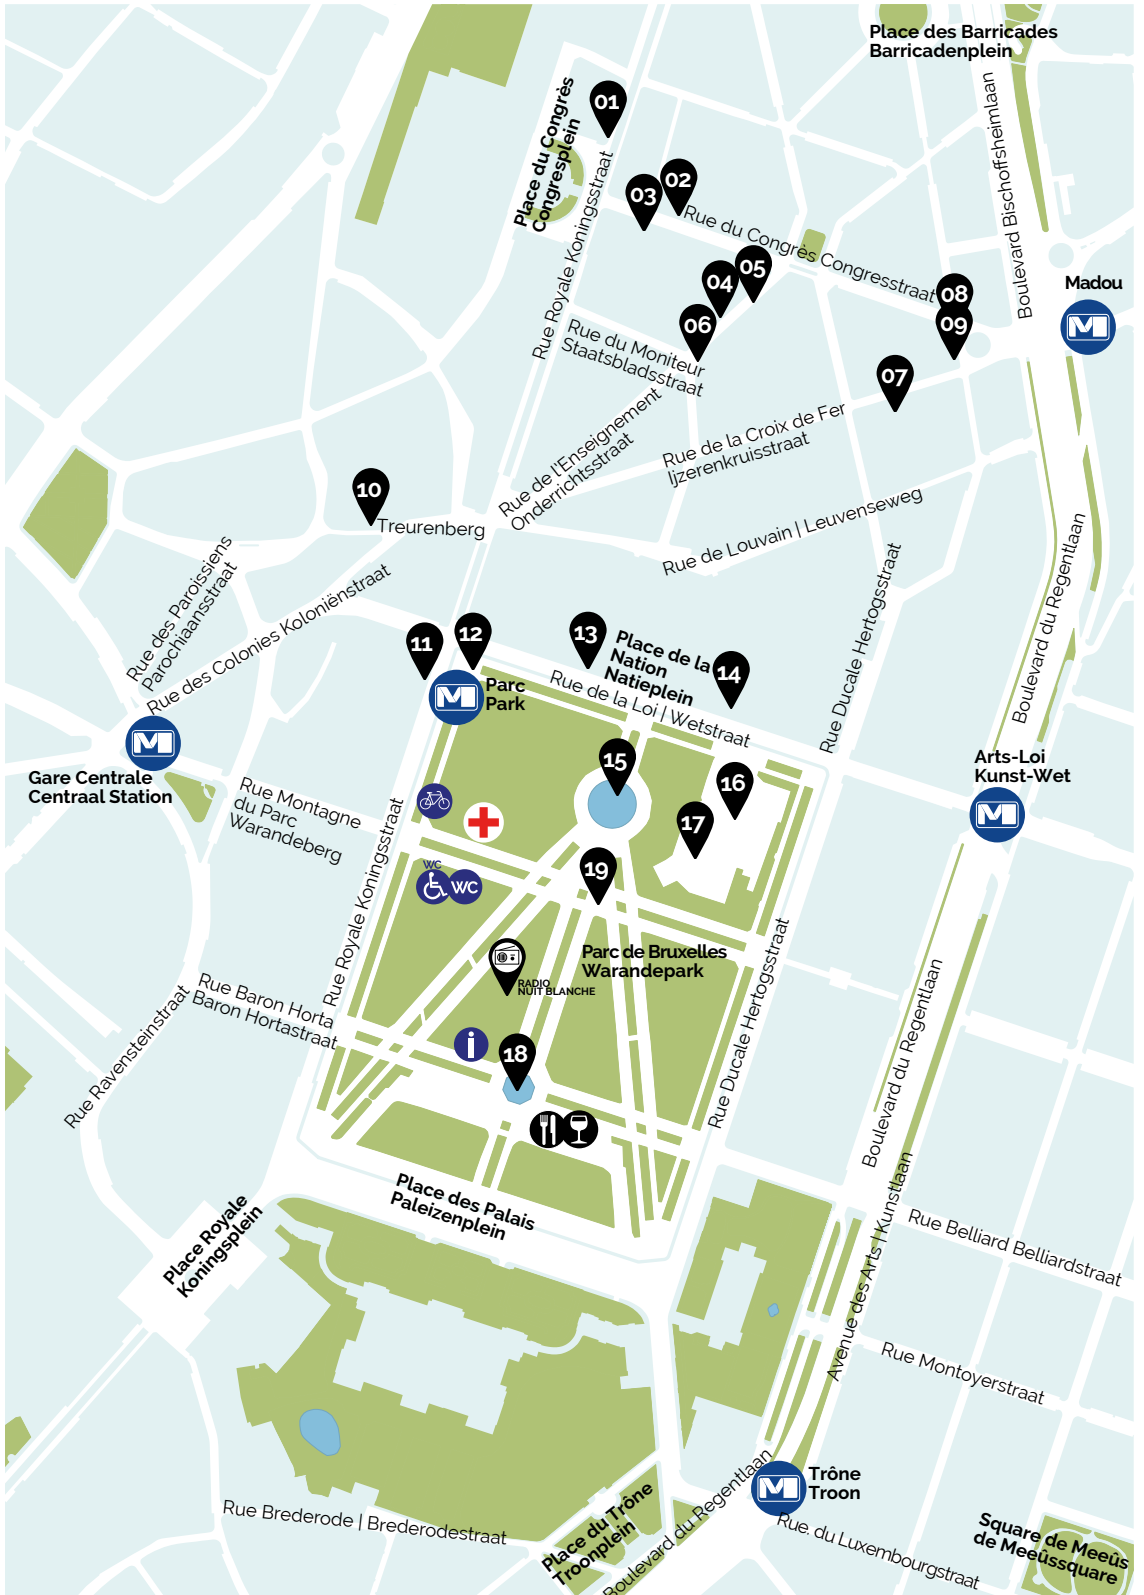 Place des Barricades
Barricadenplein
01
Place du Congrès
Congresplein
Rue Royale Koningsstraat
02
03
Rue du Congrès Congresstraat
Boulevard Bischoffsheimlaan
04
05
06
08
09
Madou
07
Rue du Moniteur
Staatsbladsstraat
Rue de l'Enseignement
Onderrichtsstraat
Rue de la Croix de Fer
Ijzerenkruisstraat
10
Treurenberg
Rue de Louvain | Leuvenseweg
Rue des Paroissiens
Parochiaansstraat
Rue des Colonies Koloniënstraat
Rue Ducale Hertogsstraat
Boulevard du Regentlaan
11
12
13
Place de la
Nation
Natieplein
14
Parc
Park
Rue de la Loi | Wetstraat
Gare Centrale
Centraal Station
Arts-Loi
Kunst-Wet
15
16
17
Rue Montagne
du Parc
Warandeberg
Rue Royale Koningsstraat
WC
WC
19
Parc de Bruxelles
Warandepark
RADIO
NUIT BLANCHE
Rue Baron Horta
Baron Hortastraat
Rue Ravensteinstraat
i
18
Rue Ducale Hertogsstraat
Boulevard du Regentlaan
Place des Palais
Paleizenplein
Place Royale
Koningsplein
Avenue des Arts | Kunstlaan
Rue Belliard Belliardstraat
Rue Montoyerstraat
Trône
Troon
Rue Brederode | Brederodestraat
Place du Trône
Troonplein
Boulevard du Regentlaan
Rue. du Luxembourgstraat
Square de Meeûs
de Meeûssquare